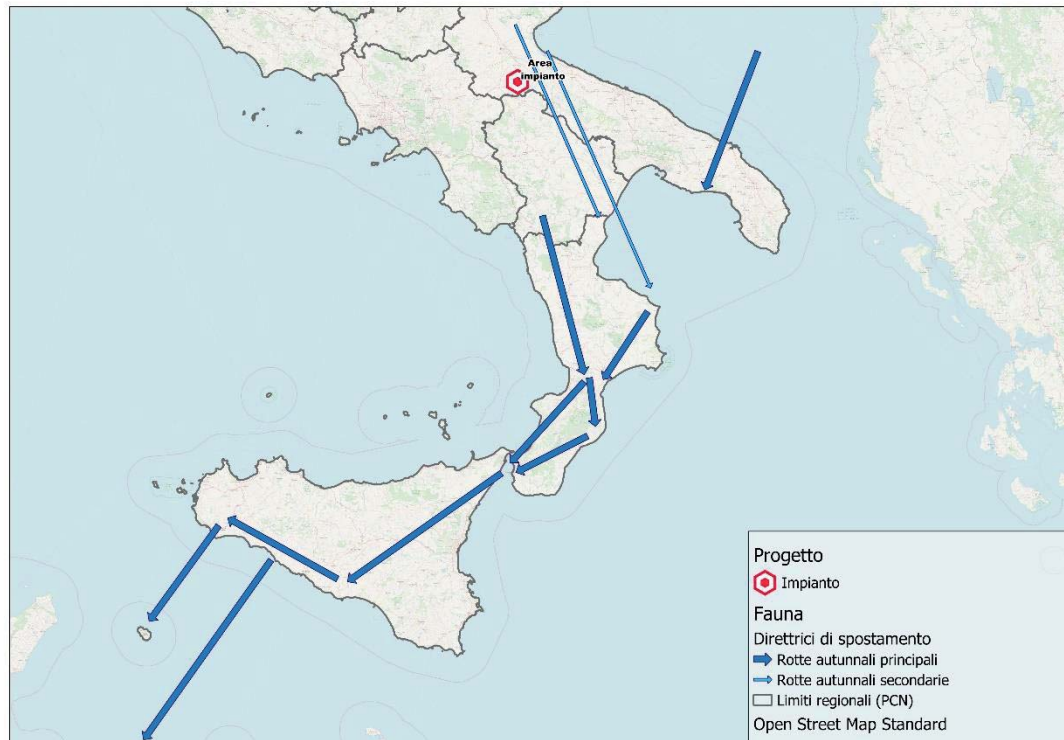 Area
impianto
Progetto
Impianto
Fauna
Direttrici di spostamento
Rotte autunnali principali
Rotte autunnali secondarie
Limiti regionali (PCN)
Open Street Map Standard